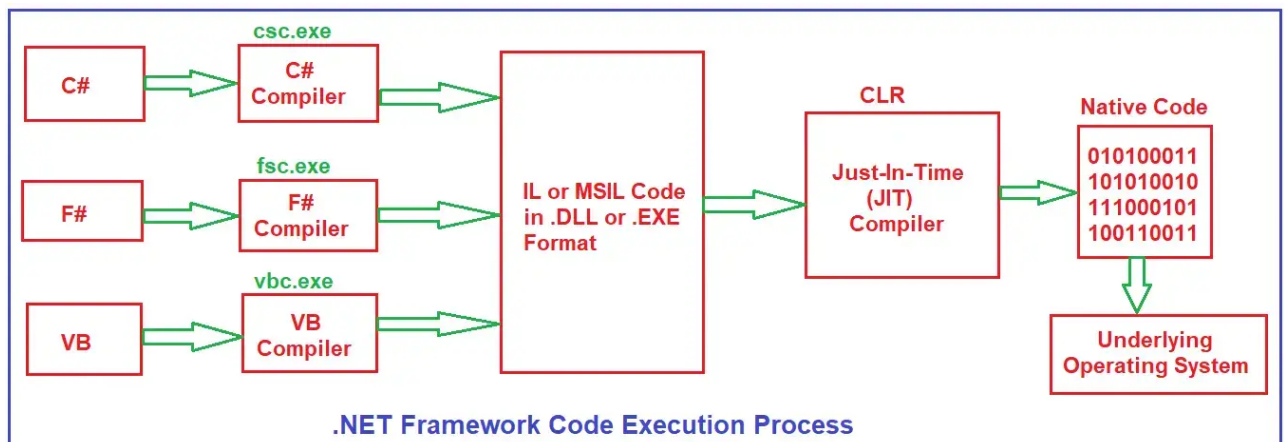 csc.exe
C#
C#
Compiler
fsc.exe
F#
F#
Compiler
vbc.exe
VB
VB
Compiler
IL or MSIL Code
in .DLL or .EXE
Format
CLR
Just-In-Time
(JIT)
Compiler
Native Code
010100011
101010010
111000101
100110011
Underlying
Operating System
.NET Framework Code Execution Process